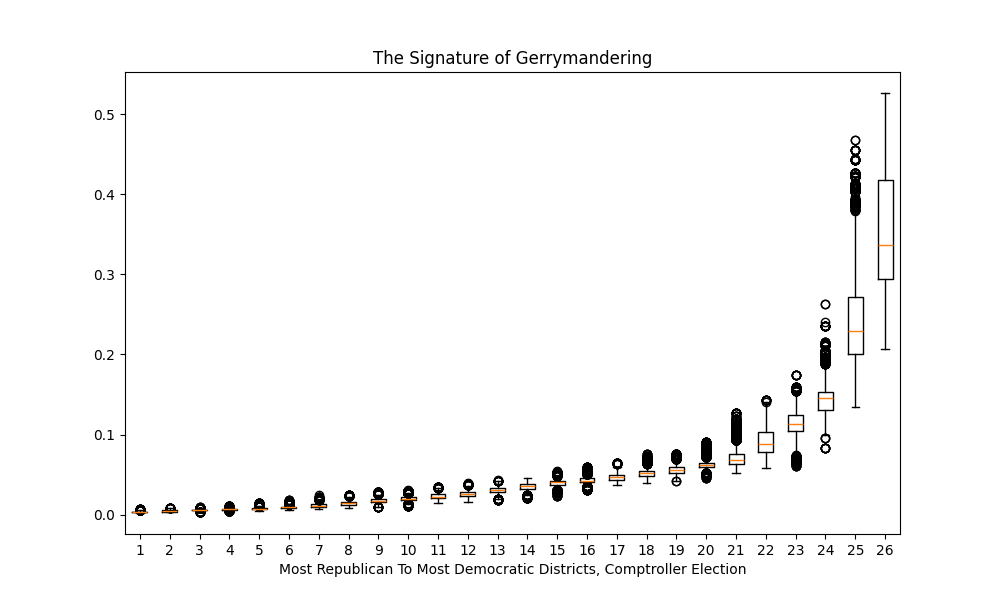 The Signature of Gerrymandering
0.5
0.4
0.3
0.2
0.1
0.0
1 2 3 4 5 6 7 8 9 10 11 12 13 14 15 16 17 18 19 20 21 22 23 24 25 26
Most Republican To Most Democratic Districts, Comptroller Election